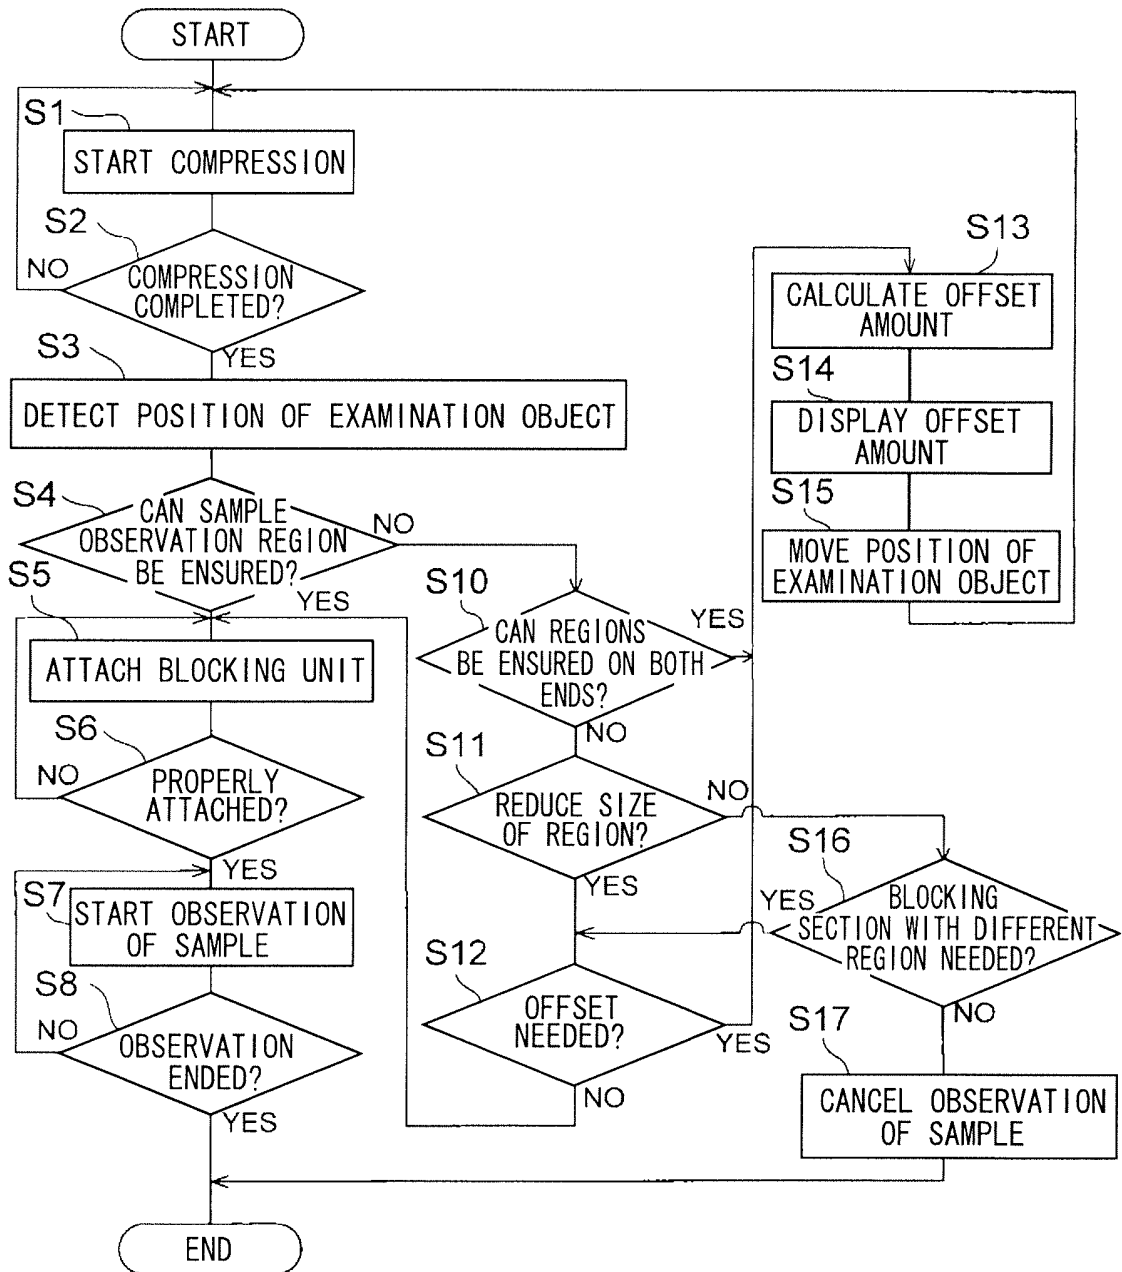 START
S1
START COMPRESSION
S2
COMPRESSION
COMPLETED?
NO
YES
S3
DETECT POSITION OF EXAMINATION OBJECT
S4
CAN SAMPLE
OBSERVATION REGION
BE ENSURED?
NO
YES
S5
ATTACH BLOCKING UNIT
S6
PROPERLY
ATTACHED?
NO
YES
S7
START OBSERVATION
OF SAMPLE
S8
OBSERVATION
ENDED?
NO
YES
END
S10
CAN REGIONS
BE ENSURED ON BOTH
ENDS?
YES
NO
S11
REDUCE SIZE
OF REGION?
NO
YES
S12
OFFSET
NEEDED?
YES
NO
S13
CALCULATE OFFSET
AMOUNT
S14
DISPLAY OFFSET
AMOUNT
S15
MOVE POSITION OF
EXAMINATION OBJECT
S16
BLOCKING
SECTION WITH DIFFERENT
REGION NEEDED?
YES
NO
S17
CANCEL OBSERVATION
OF SAMPLE